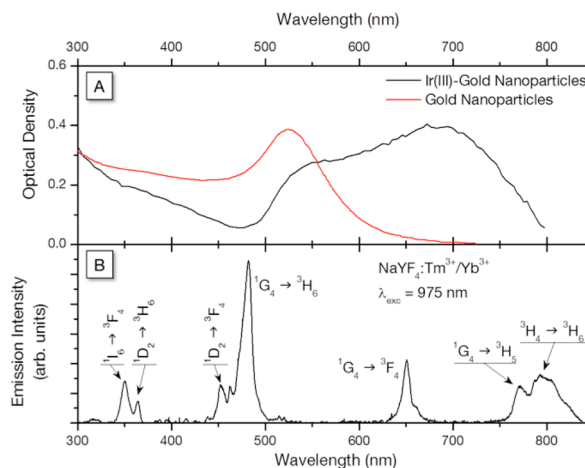 Wavelength (nm)
300 400 500 600 700 800
0.6
A
Ir(III)-Gold Nanoparticles
Gold Nanoparticles
Optical Density
0.4
0.2
0.0
B
NaYF₄:Tm³⁺/Yb³⁺
λexc = 975 nm
¹I₆ → ³F₄
¹D₂ → ³H₆
¹D₂ → ³F₄
¹G₄ → ³H₆
¹G₄ → ³F₄
¹G₄ → ³H₅
³H₄ → ³H₆
Emission Intensity
(arb. units)
300 400 500 600 700 800
Wavelength (nm)